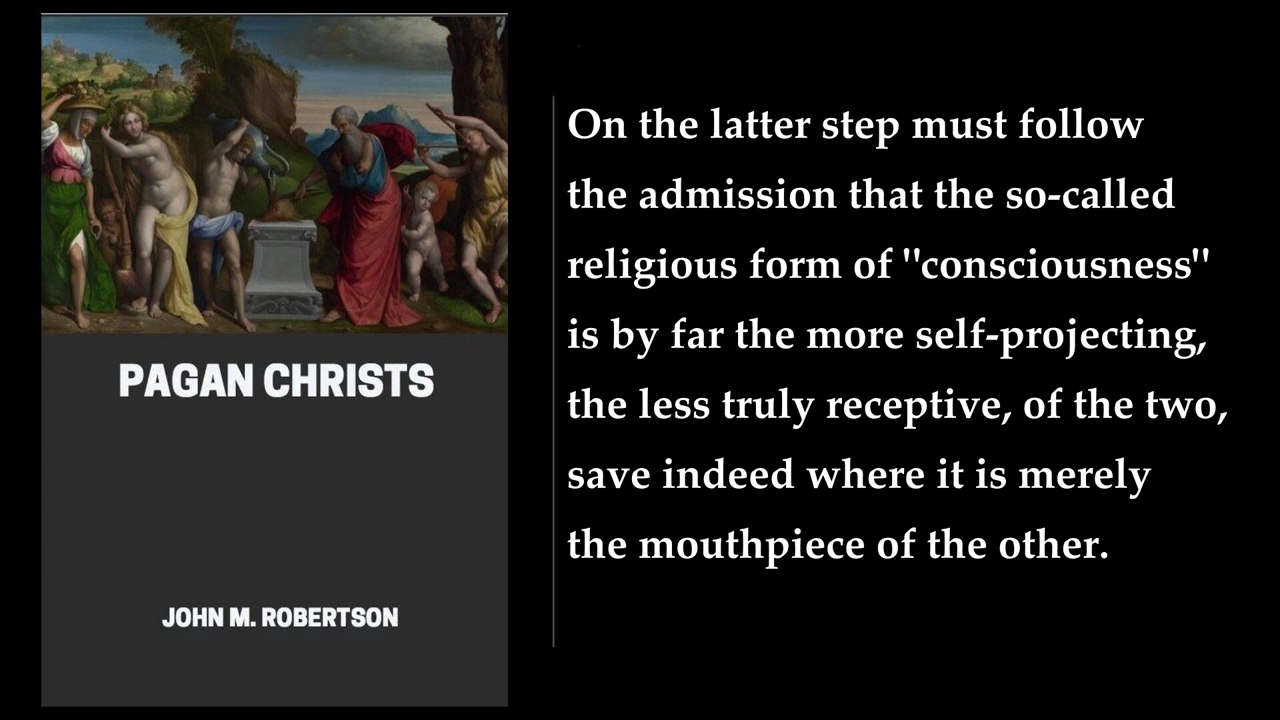 PAGAN CHRISTS
JOHN M. ROBERTSON
On the latter step must follow
the admission that the so-called
religious form of "consciousness"
is by far the more self-projecting,
the less truly receptive, of the two,
save indeed where it is merely
the mouthpiece of the other.